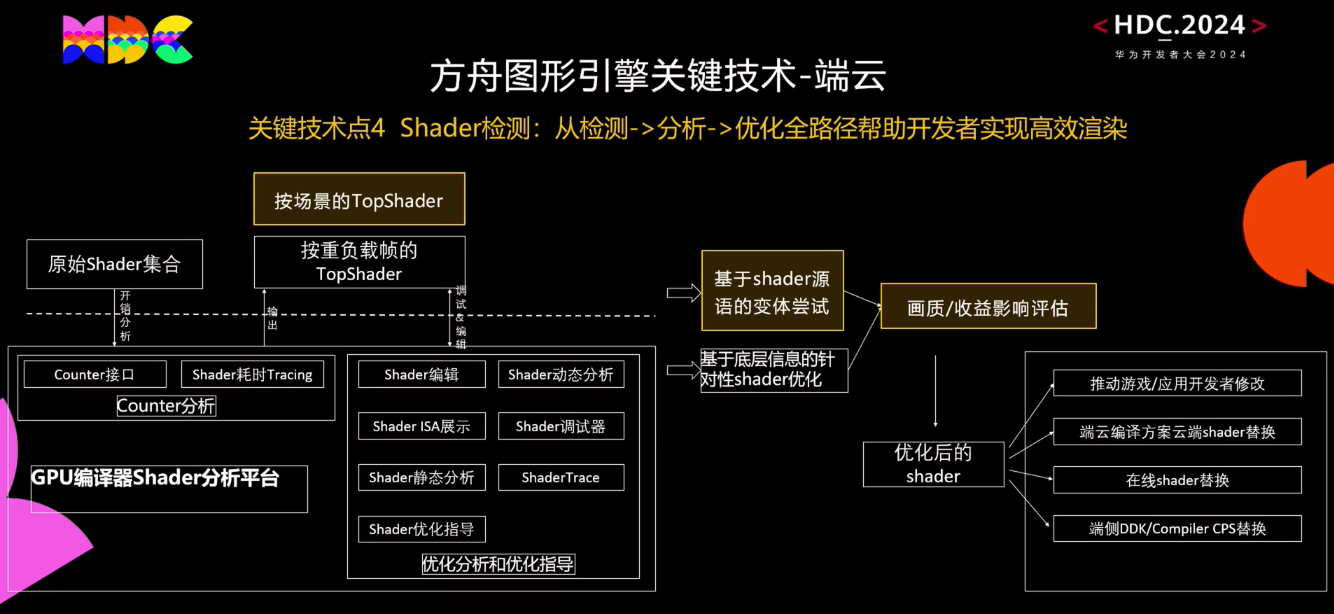 HDC
<HDC.2024>
华为开发者大会2024
方舟图形引擎关键技术-端云
关键技术点4 Shader检测：从检测->分析->优化全路径帮助开发者实现高效渲染
按场景的TopShader
原始Shader集合
按重负载帧的
TopShader
开销分析
输出
调试&编辑
Counter接口
Shader耗时Tracing
Counter分析
GPU编译器Shader分析平台
Shader编辑
Shader动态分析
Shader ISA展示
Shader调试器
Shader静态分析
ShaderTrace
Shader优化指导
优化分析和优化指导
基于shader源
语的变体尝试
基于底层信息的针
对性shader优化
画质/收益影响评估
优化后的
shader
推动游戏/应用开发者修改
端云编译方案云端shader替换
在线shader替换
端侧DDK/Compiler CPS替换